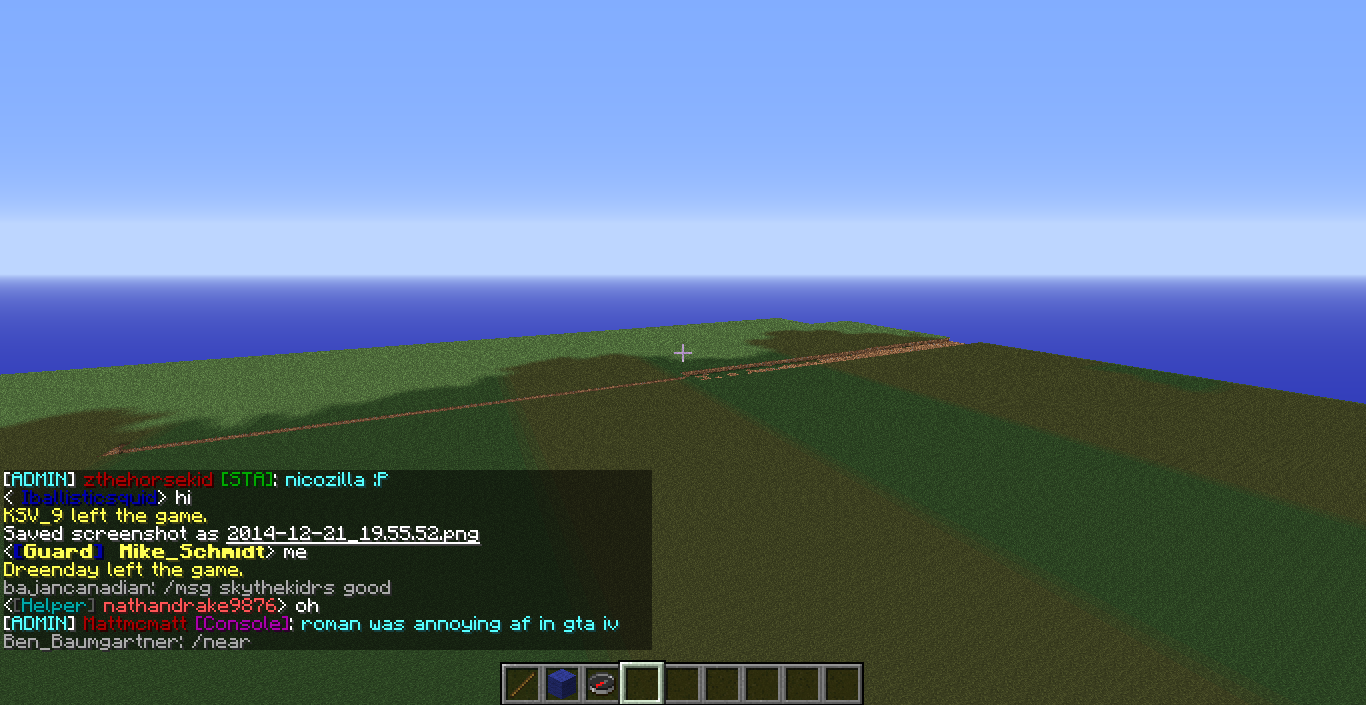 [ADMIN] zthehorsekid [STA]: nicozilla :P
< Iballisticsquid> hi
KSV_9 left the game.
Saved screenshot as 2014-12-21_19.55.52.png
<[Guard] Mike_Schmidt> me
Dreenday left the game.
bajancanadian: /msg skythekidrs good
<[Helper] nathandrake9876> oh
[ADMIN] Mattmcmatt [Console]: roman was annoying af in gta iv
Ben_Baumgartner: /near